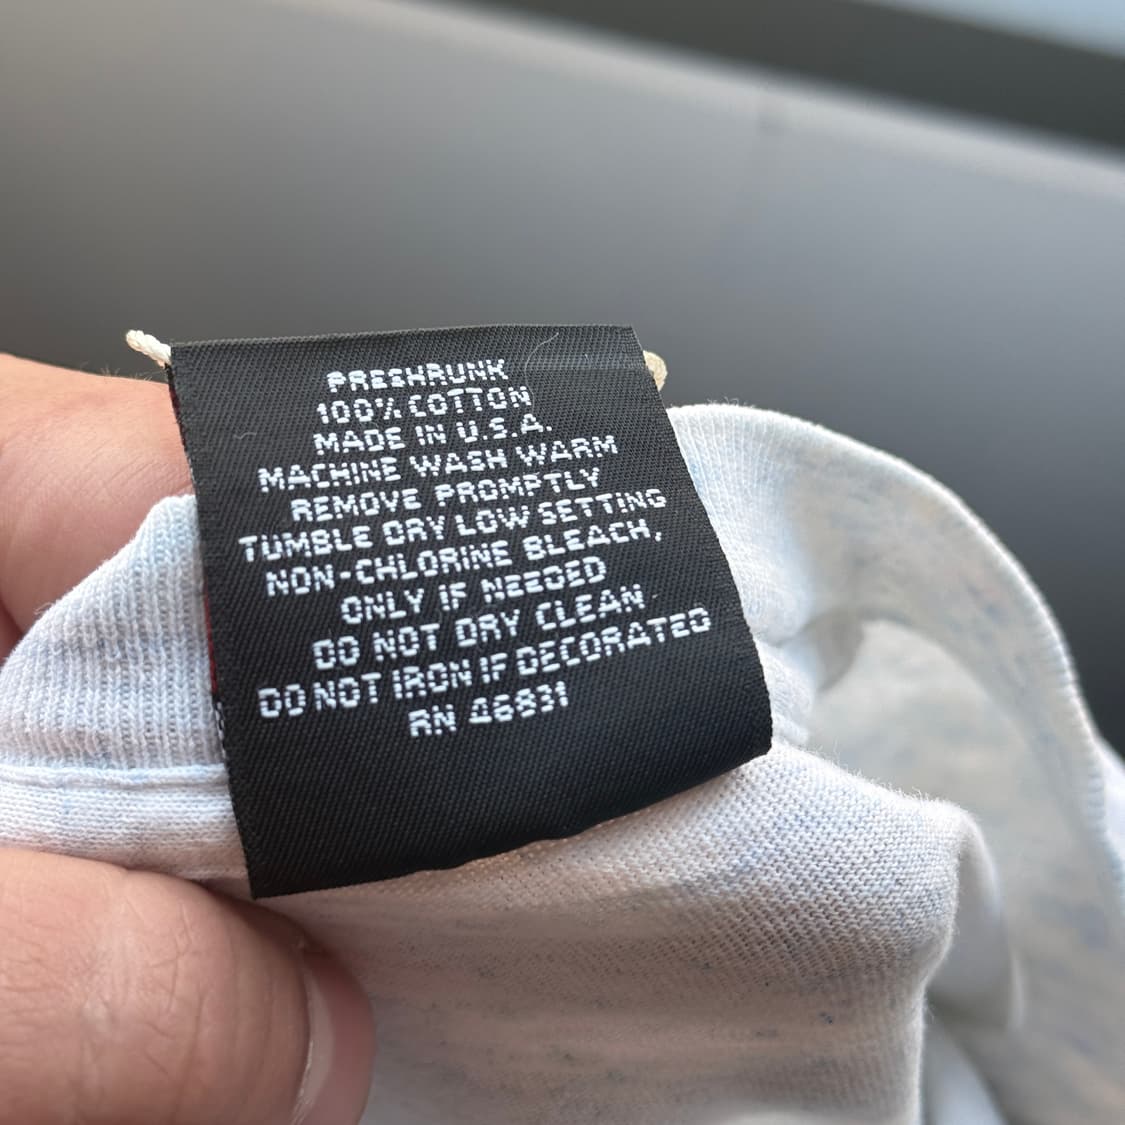 PRESHRUNK
100% COTTON
MADE IN U.S.A.
MACHINE WASH WARM
REMOVE PROMPTLY
TUMBLE DRY LOW SETTING
NON-CHLORINE BLEACH,
ONLY IF NEEDED
DO NOT DRY CLEAN
DO NOT IRON IF DECORATED
RN 46831